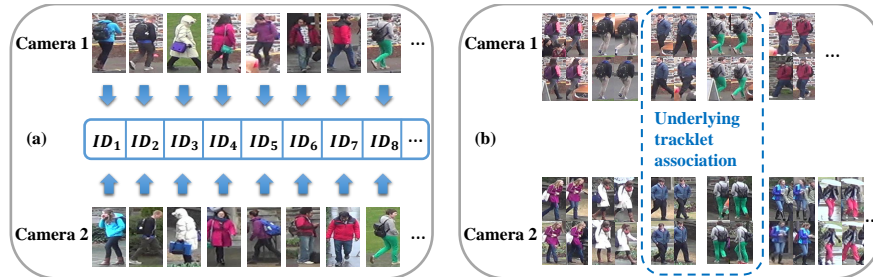 Camera 1
...
(a)
ID1 ID2 ID3 ID4 ID5 ID6 ID7 ID8 ...
Camera 2
...
Camera 1
...
(b)
Underlying
tracklet
association
Camera 2
...